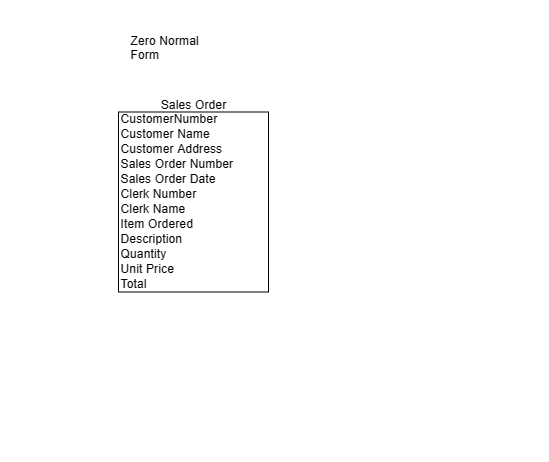 Zero Normal
Form
Sales Order
CustomerNumber
Customer Name
Customer Address
Sales Order Number
Sales Order Date
Clerk Number
Clerk Name
Item Ordered
Description
Quantity
Unit Price
Total